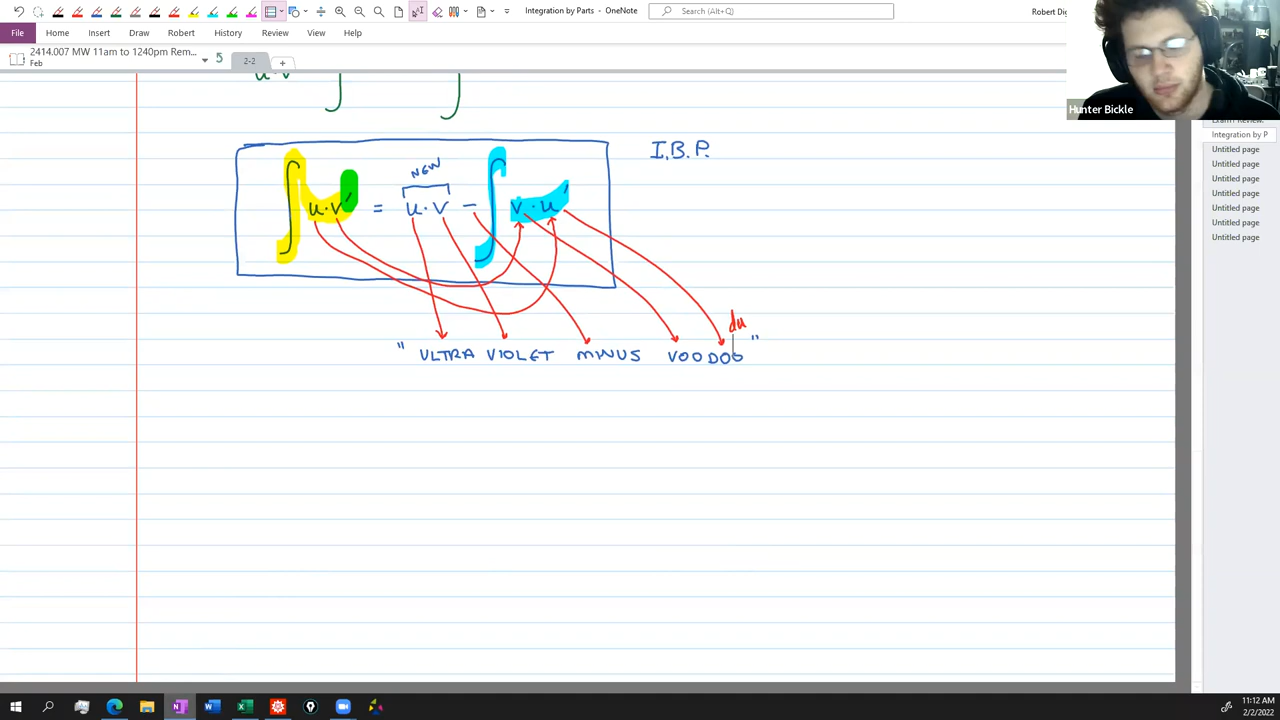 Integration by Parts - OneNote
Search (Alt+Q)
Robert Dig
File Home Insert Draw Robert History Review View Help
Hunter Bickle
2414.007 MW 11am to 1240pm Rem...
Feb
5
2-2
Integration by P
Untitled page
Untitled page
Untitled page
Untitled page
Untitled page
Untitled page
Untitled page
I.B.P.
NEW
∫ u·v' = u·v - ∫ v·u'
du
" ULTRA VIOLET MINUS VOODOO "
11:12 AM
2/2/2022